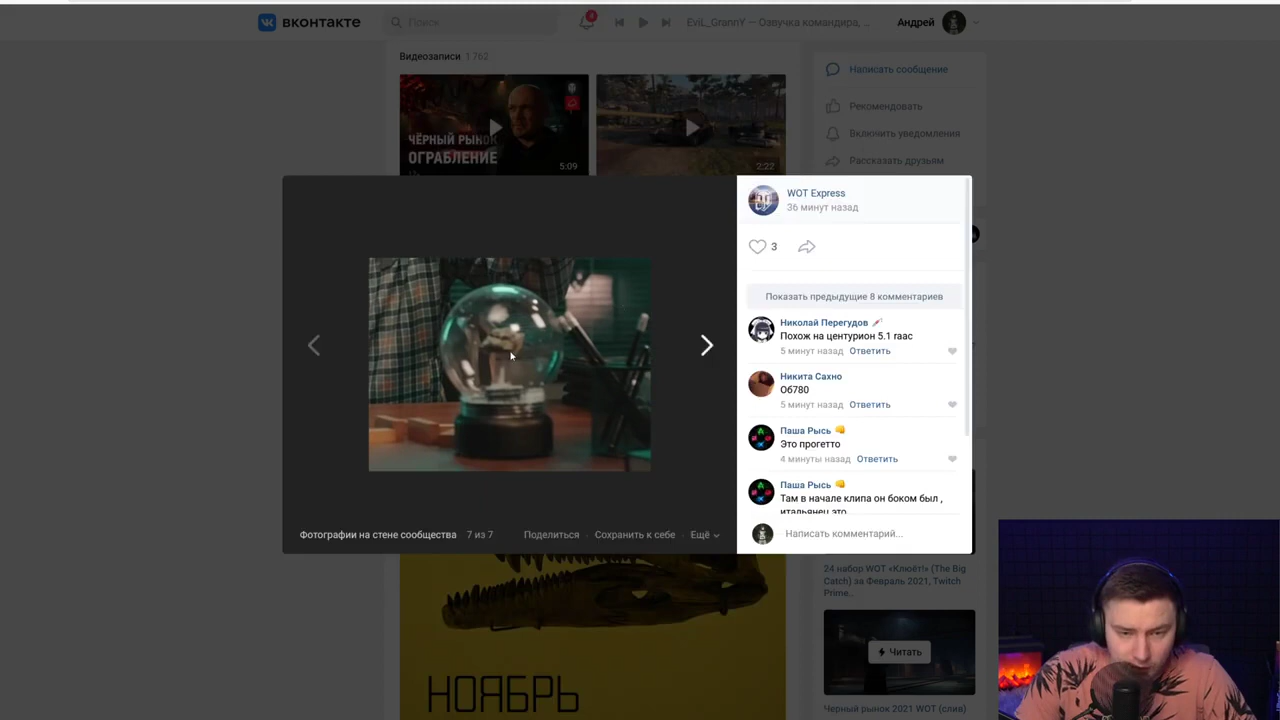 вконтакте
Поиск
4
EviL_GrannY — Озвучка командира, ...
Андрей
Видеозаписи 1 762
ЧЁРНЫЙ РЫНОК
ОГРАБЛЕНИЕ
5:09
2:22
Написать сообщение
Рекомендовать
Включить уведомления
Рассказать друзьям
WOT Express
36 минут назад
3
Показать предыдущие 8 комментариев
Николай Перегудов
Похож на центурион 5.1 гаас
5 минут назад Ответить
Никита Сахно
Об780
5 минут назад Ответить
Паша Рысь
Это прогетто
4 минуты назад Ответить
Паша Рысь
Там в начале клипа он боком был ,
итальянец это
Написать комментарий...
Фотографии на стене сообщества 7 из 7
Поделиться
Сохранить к себе
Ещё
НОЯБРЬ
24 набор WOT «Клюёт!» (The Big
Catch) за Февраль 2021, Twitch
Prime..
Читать
Черный рынок 2021 WOT (слив)